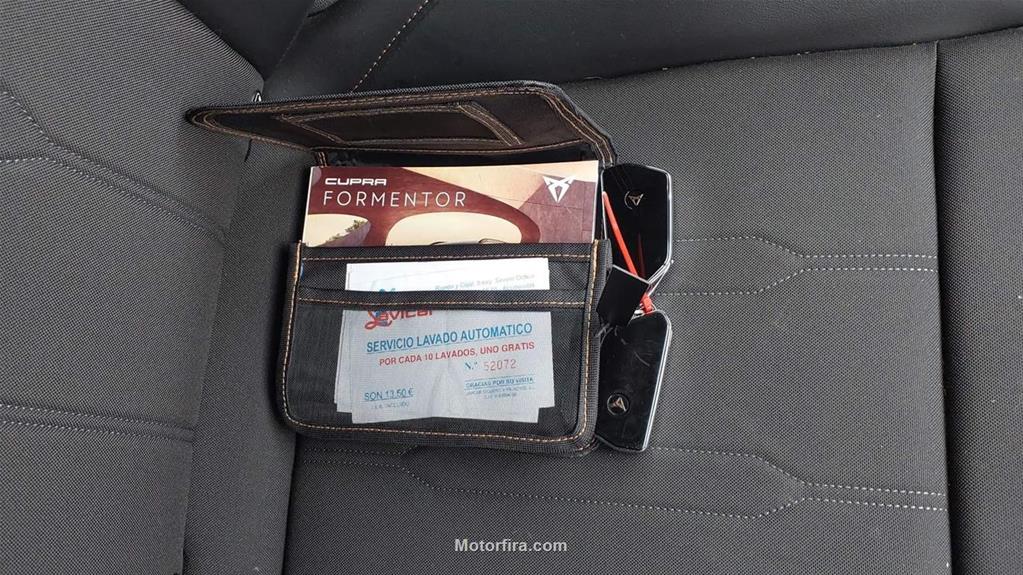 CUPRA
FORMENTOR
SERVICIO LAVADO AUTOMATICO
POR CADA 10 LAVADOS, UNO GRATIS
N.º 52072
SON 13,50 €
I.V.A. INCLUIDO
GRACIAS POR SU VISITA
Motorfira.com